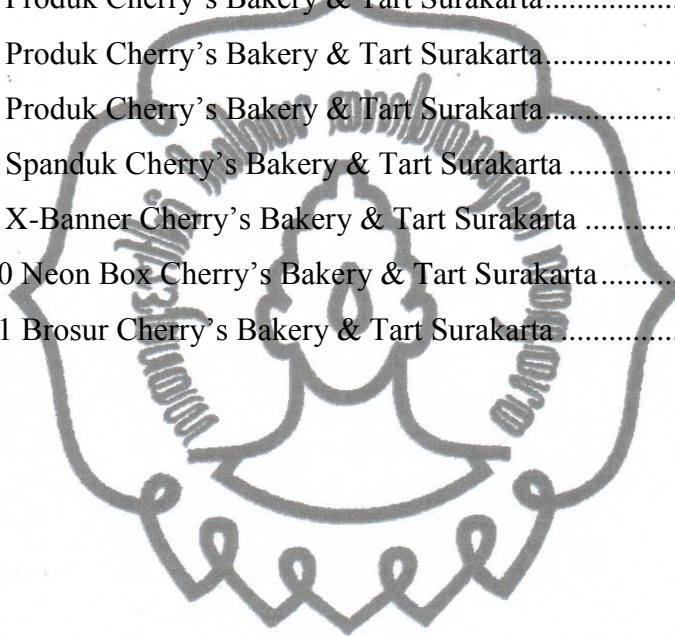 Produk Cherry’s Bakery & Tart Surakarta....................
Produk Cherry’s Bakery & Tart Surakarta....................
Produk Cherry’s Bakery & Tart Surakarta....................
Spanduk Cherry’s Bakery & Tart Surakarta ................
X-Banner Cherry’s Bakery & Tart Surakarta ...............
0 Neon Box Cherry’s Bakery & Tart Surakarta.............
1 Brosur Cherry’s Bakery & Tart Surakarta .................